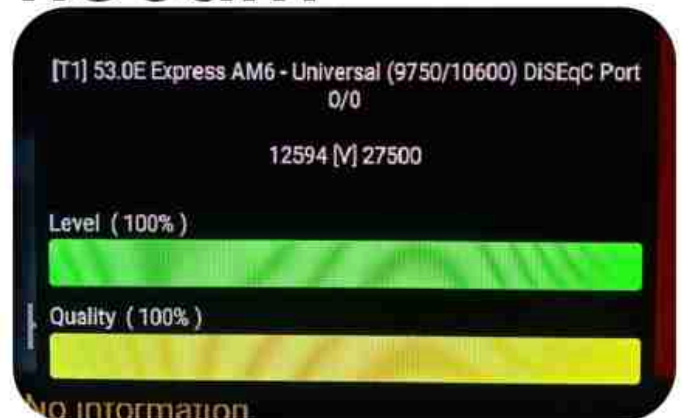 [T1] 53.0E Express AM6 - Universal (9750/10600) DiSEqC Port
0/0
12594 [V] 27500
Level ( 100% )
Quality ( 100% )
No information